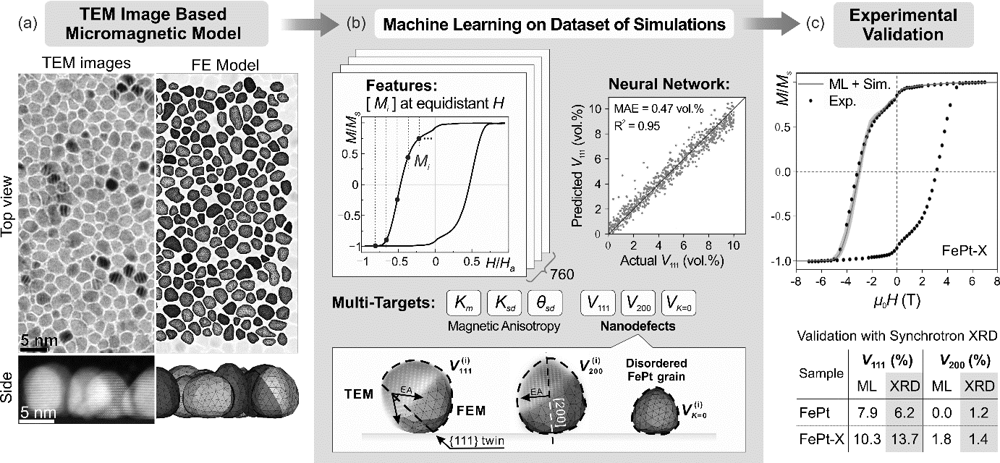 (a)
TEM Image Based
Micromagnetic Model
TEM images
FE Model
Top view
5 nm
Side
5 nm
(b)
Machine Learning on Dataset of Simulations
Features:
[ Mi ] at equidistant H
M/Ms
0.5
0
−0.5
−1
Mi
−1
−0.5
0
0.5
H/Ha
760
Neural Network:
MAE = 0.47 vol.%
R² = 0.95
Predicted V111 (vol.%)
10
8
6
4
2
0
0
2
4
6
8
10
Actual V111 (vol.%)
Multi-Targets:
Km
Ksd
θsd
V111
V200
VK=0
Magnetic Anisotropy
Nanodefects
TEM
EA
V111(i)
FEM
{111} twin
EA
V200(i)
[200]
Disordered
FePt grain
VK=0(i)
(c)
Experimental
Validation
M/Ms
1.0
0.5
0.0
-0.5
-1.0
ML + Sim.
Exp.
FePt-X
-8
-6
-4
-2
0
2
4
6
8
μ0H (T)
Validation with Synchrotron XRD
Sample V111 (%) V200 (%)
ML XRD ML XRD
FePt 7.9 6.2 0.0 1.2
FePt-X 10.3 13.7 1.8 1.4